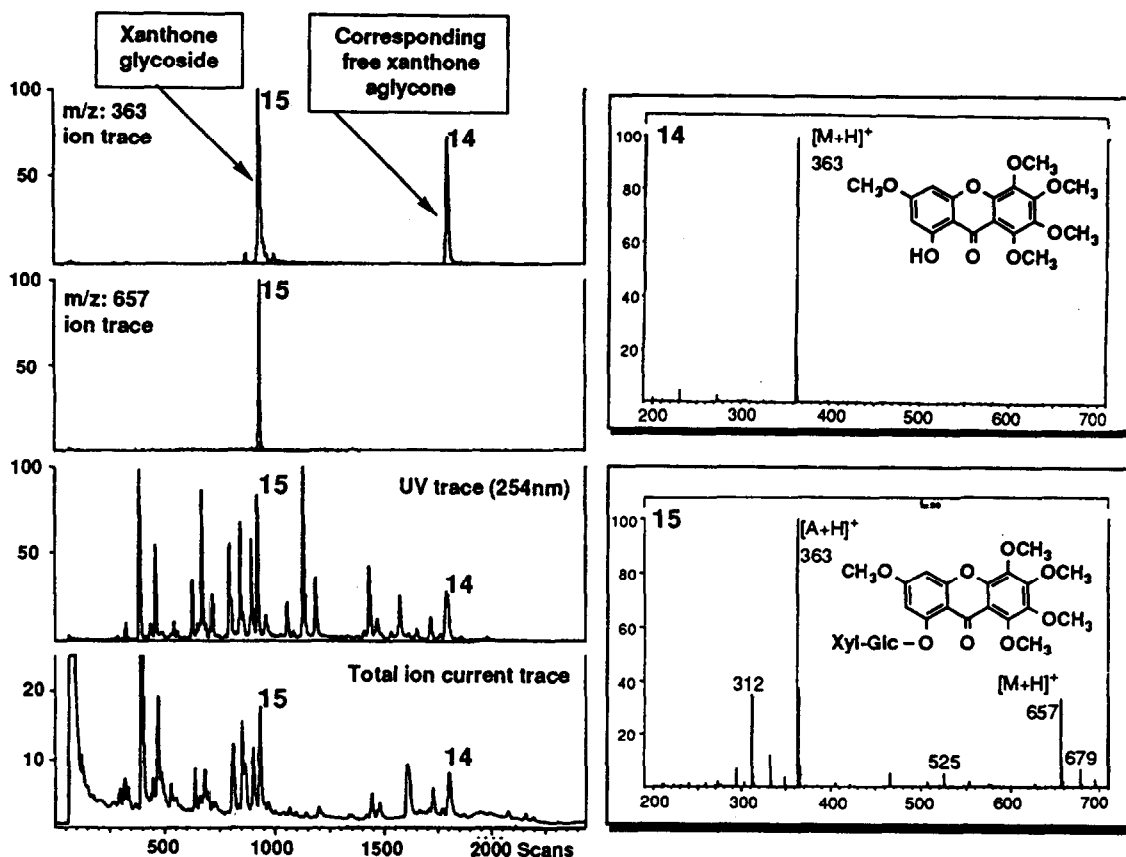 Xanthone
glycoside
Corresponding
free xanthone
aglycone
100
50
m/z: 363
ion trace
15
14
100
50
m/z: 657
ion trace
15
100
50
UV trace (254nm)
15
14
20
10
Total ion current trace
15
14
500
1000
1500
2000 Scans
14
100
80
60
40
20
[M+H]+
363
CH3O
O
OCH3
OCH3
OCH3
OCH3
O
HO
200
300
400
500
600
700
15
100
80
60
40
20
[A+H]+
363
CH3O
O
OCH3
OCH3
OCH3
OCH3
O
Xyl-Glc-O
[M+H]+
312
525
657
679
200
300
400
500
600
700